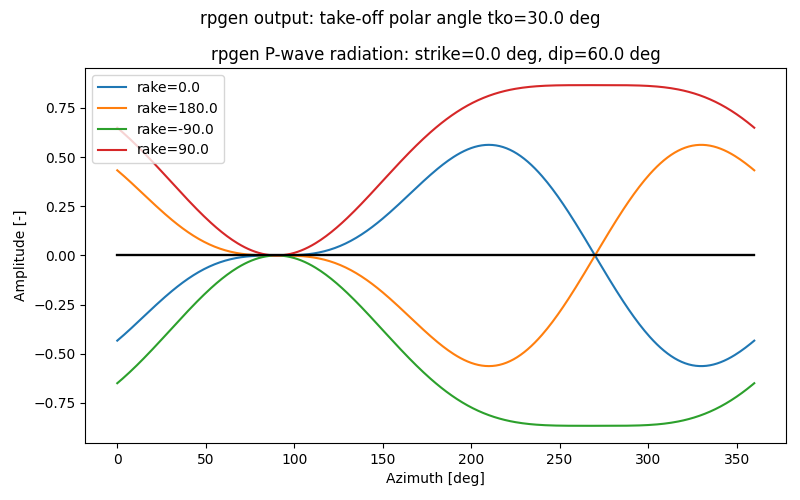 rpgen output: take-off polar angle tko=30.0 deg
rpgen P-wave radiation: strike=0.0 deg, dip=60.0 deg
rake=0.0
rake=180.0
rake=-90.0
rake=90.0
Amplitude [-]
0.75
0.50
0.25
0.00
−0.25
−0.50
−0.75
0 50 100 150 200 250 300 350
Azimuth [deg]